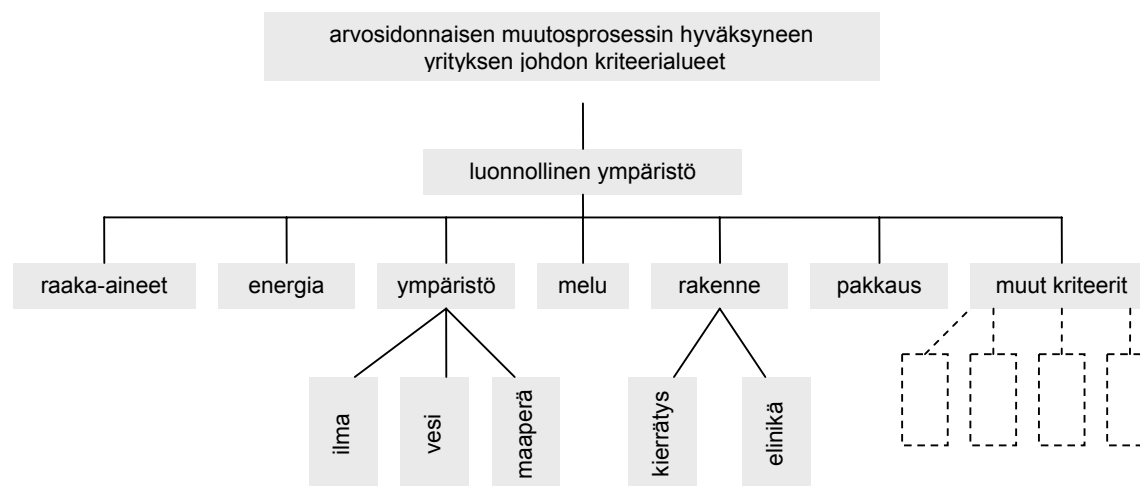 arvosidonnaisen muutosprosessin hyväksyneen
yrityksen johdon kriteerialueet
luonnollinen ympäristö
raaka-aineet
energia
ympäristö
melu
rakenne
pakkaus
muut kriteerit
ilma
vesi
maaperä
kierrätys
elinikä